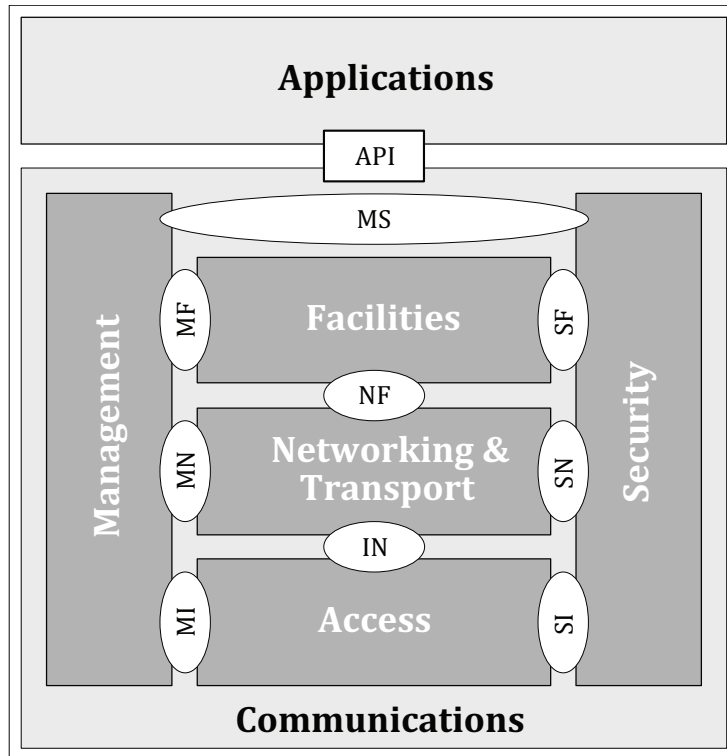 Applications
API
MS
Management
MF
Facilities
SF
Security
NF
MN
Networking &
Transport
SN
IN
MI
Access
SI
Communications